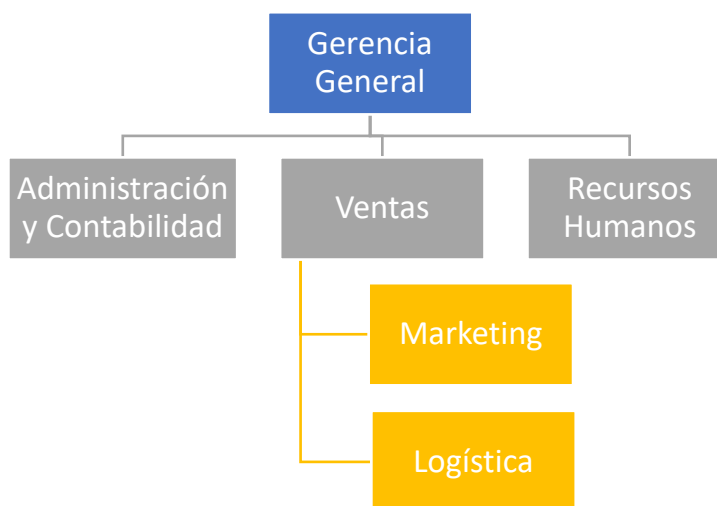 Gerencia
General
Administración
y Contabilidad
Ventas
Recursos
Humanos
Marketing
Logística